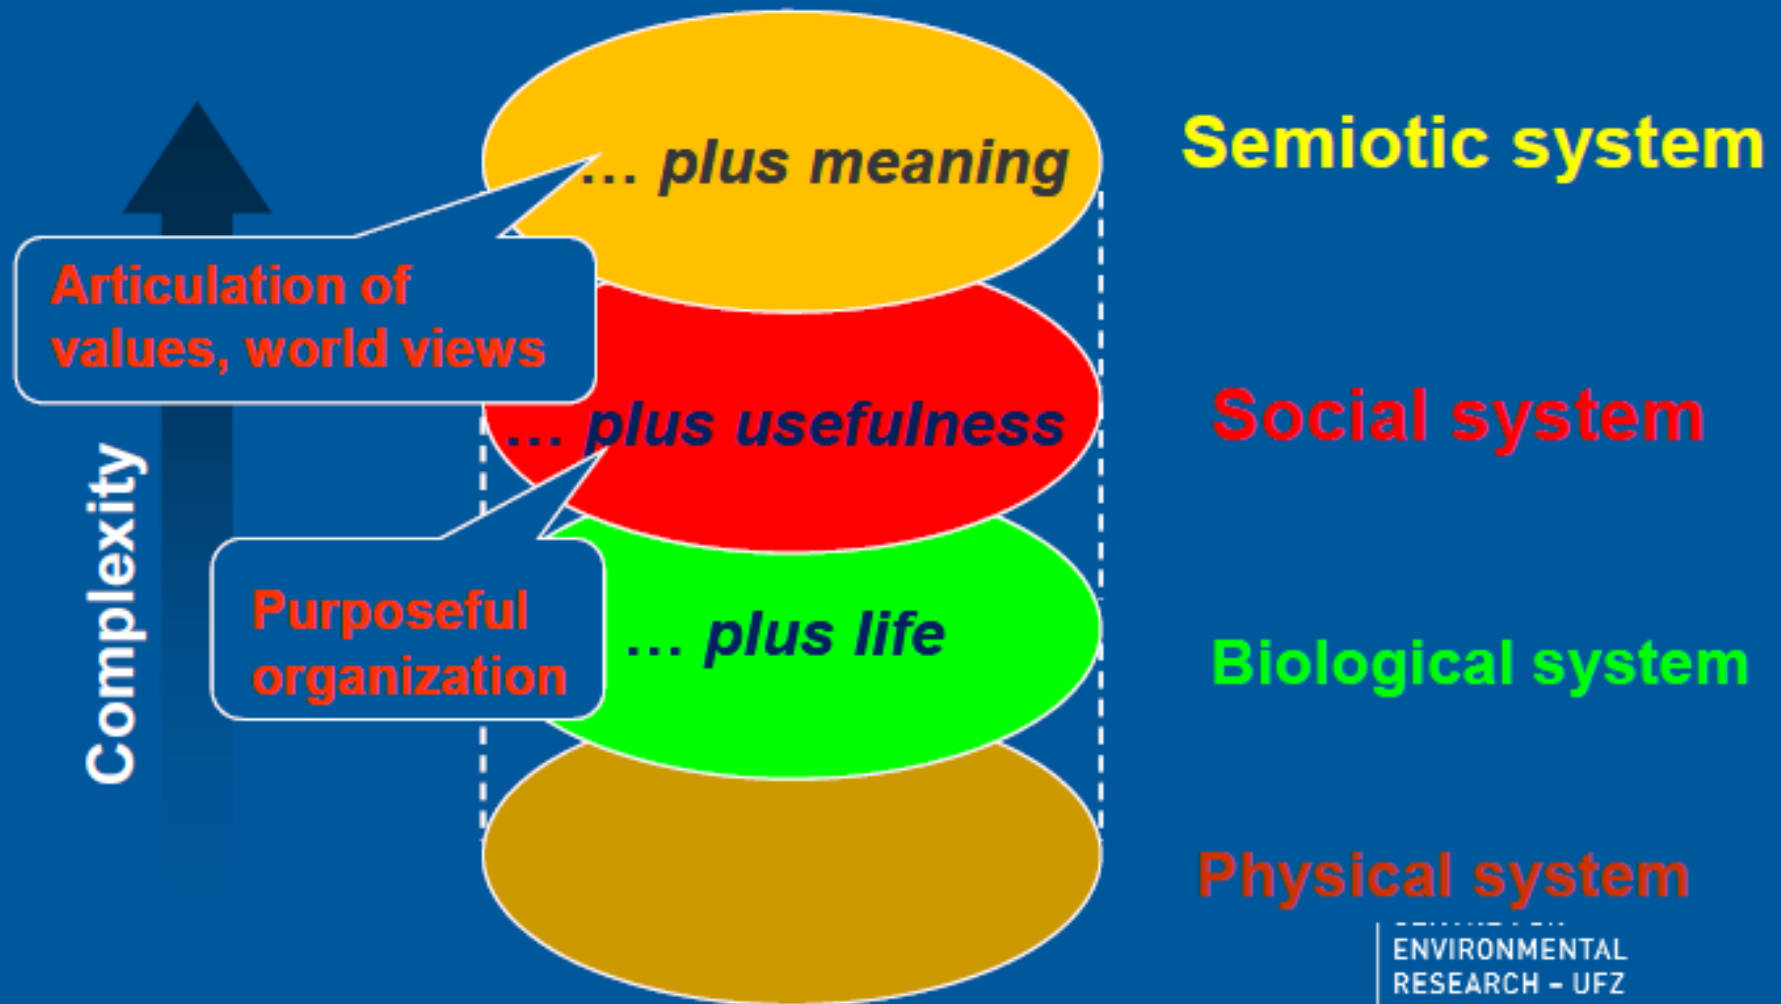 ... plus meaning
Semiotic system
Articulation of
values, world views
... plus usefulness
Social system
Complexity
Purposeful
organization
... plus life
Biological system
Physical system
ENVIRONMENTAL
RESEARCH – UFZ